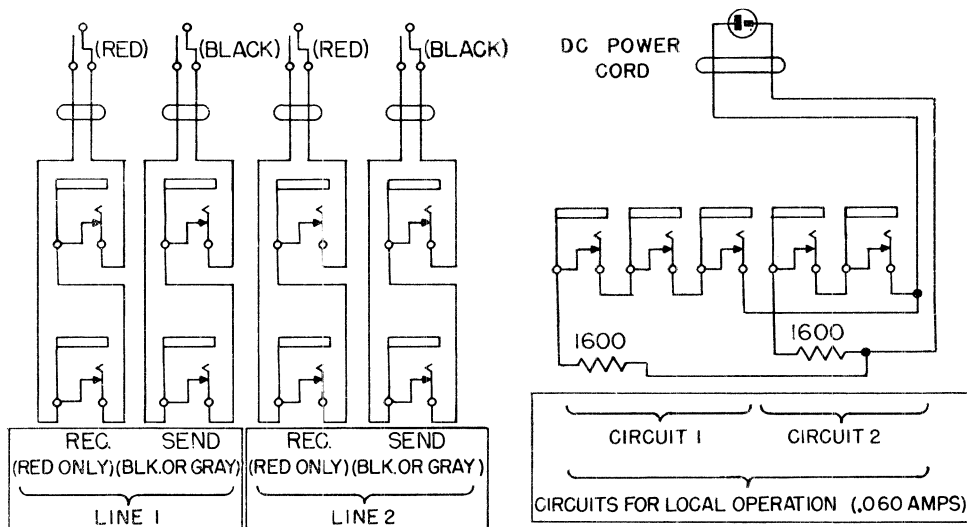 (RED) (BLACK) (RED) (BLACK)
DC POWER
CORD
1600
1600
REC. SEND REC. SEND
(RED ONLY) (BLK. OR GRAY) (RED ONLY) (BLK. OR GRAY)
LINE 1 LINE 2
CIRCUIT 1 CIRCUIT 2
CIRCUITS FOR LOCAL OPERATION (.060 AMPS)